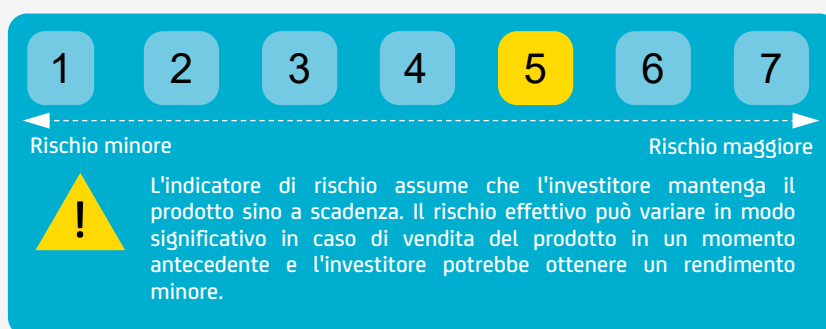 1 2 3 4 5 6 7
Rischio minore Rischio maggiore
! L'indicatore di rischio assume che l'investitore mantenga il
prodotto sino a scadenza. Il rischio effettivo può variare in modo
significativo in caso di vendita del prodotto in un momento
antecedente e l'investitore potrebbe ottenere un rendimento
minore.